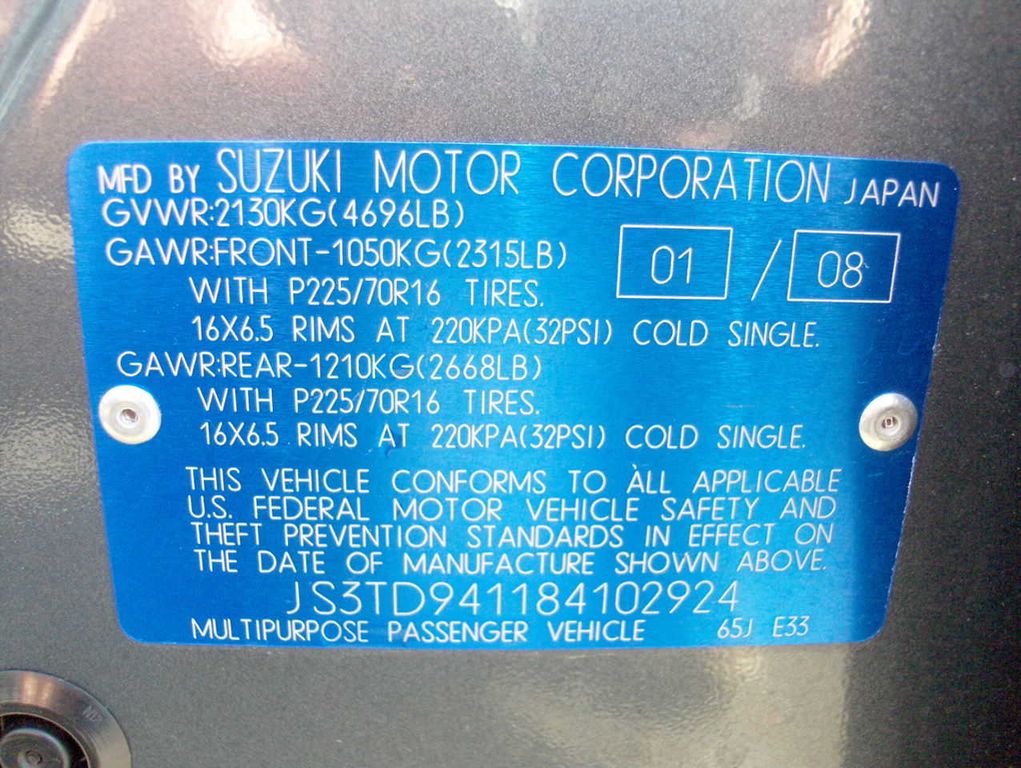 MFD BY SUZUKI MOTOR CORPORATION JAPAN
GVWR:2130KG(4696LB)
GAWR:FRONT-1050KG(2315LB) 01 / 08
WITH P225/70R16 TIRES.
16X6.5 RIMS AT 220KPA(32PSI) COLD SINGLE.
GAWR:REAR-1210KG(2668LB)
WITH P225/70R16 TIRES.
16X6.5 RIMS AT 220KPA(32PSI) COLD SINGLE.
THIS VEHICLE CONFORMS TO ALL APPLICABLE
U.S. FEDERAL MOTOR VEHICLE SAFETY AND
THEFT PREVENTION STANDARDS IN EFFECT ON
THE DATE OF MANUFACTURE SHOWN ABOVE.
JS3TD941184102924
MULTIPURPOSE PASSENGER VEHICLE 65J E33